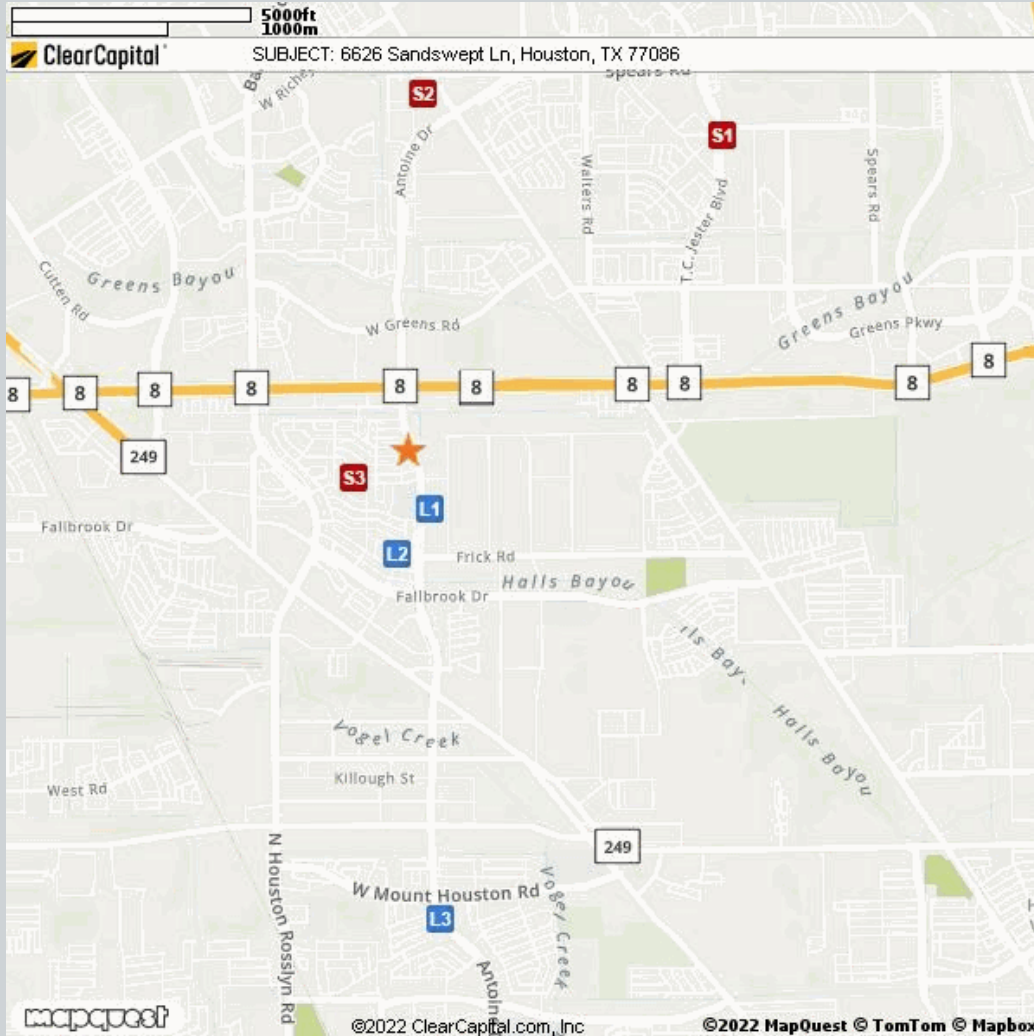 5000ft
1000m
ClearCapital
SUBJECT: 6626 Sandswept Ln, Houston, TX 77086
Spears Rd
W Riche
S2
S1
Antoine Dr
Walters Rd
Spears Rd
T.C. Jester Blvd
Greens Bayou
Cutten Rd
Greens Bayou
W Greens Rd
Greens Pkwy
8
8
8
8
8
8
8
8
8
8
249
S3
L1
Fallbrook Dr
L2
Frick Rd
Halls Bayou
Fallbrook Dr
Halls Bayou
Vogel Creek
Killough St
West Rd
249
N Houston Rosslyn Rd
W Mount Houston Rd
Vogel Creek
L3
Antoine
mapquest
©2022 ClearCapital.com, Inc
©2022 MapQuest © TomTom © Mapbox